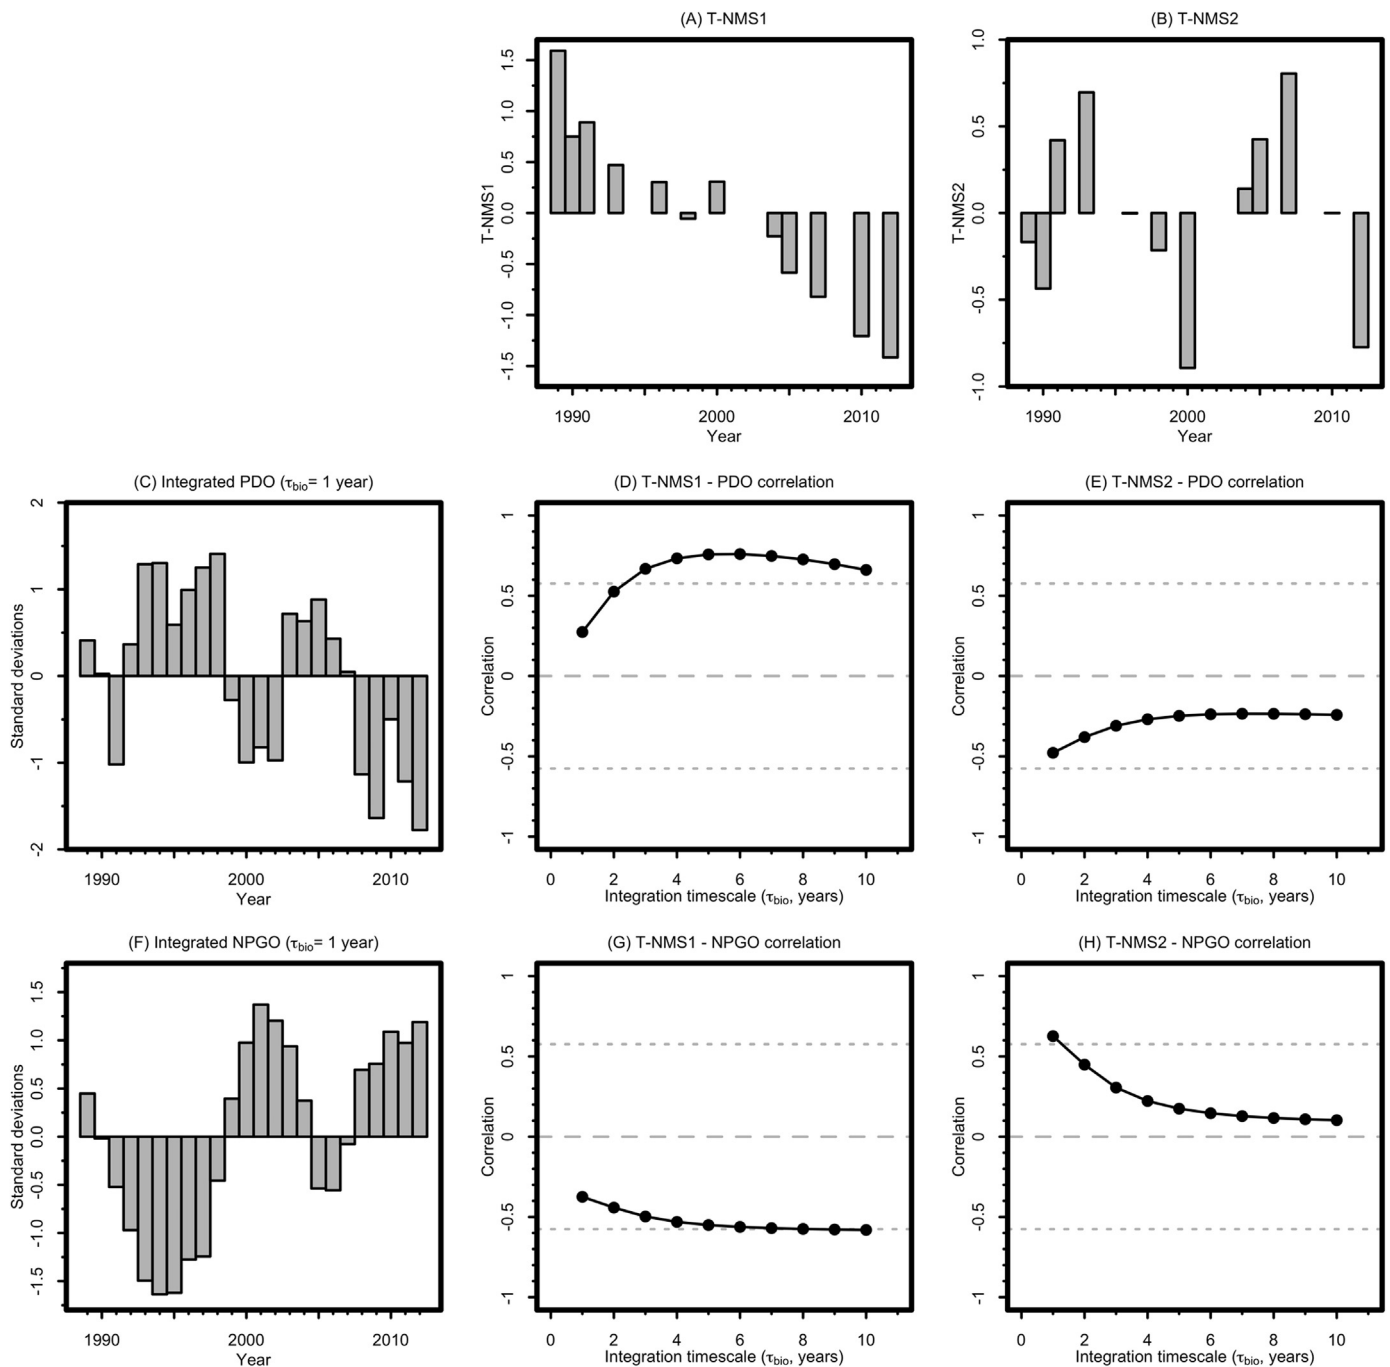 (A) T-NMS1
T-NMS1
1.5
1.0
0.5
0.0
-0.5
-1.0
-1.5
1990 2000 2010
Year
(B) T-NMS2
T-NMS2
1.0
0.5
0.0
-0.5
-1.0
1990 2000 2010
Year
(C) Integrated PDO (τbio= 1 year)
Standard deviations
2
1
0
-1
-2
1990 2000 2010
Year
(D) T-NMS1 - PDO correlation
Correlation
1
0.5
0
-0.5
-1
0 2 4 6 8 10
Integration timescale (τbio, years)
(E) T-NMS2 - PDO correlation
Correlation
1
0.5
0
-0.5
-1
0 2 4 6 8 10
Integration timescale (τbio, years)
(F) Integrated NPGO (τbio= 1 year)
Standard deviations
1.5
1.0
0.5
0.0
-0.5
-1.0
-1.5
1990 2000 2010
Year
(G) T-NMS1 - NPGO correlation
Correlation
1
0.5
0
-0.5
-1
0 2 4 6 8 10
Integration timescale (τbio, years)
(H) T-NMS2 - NPGO correlation
Correlation
1
0.5
0
-0.5
-1
0 2 4 6 8 10
Integration timescale (τbio, years)